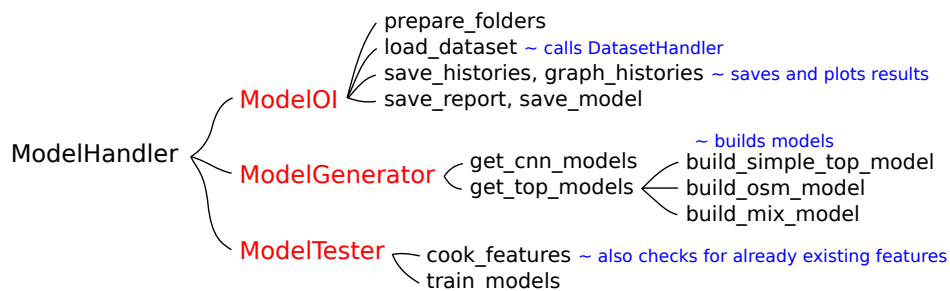 prepare_folders
load_dataset ~ calls DatasetHandler
save_histories, graph_histories ~ saves and plots results
ModelOI
save_report, save_model
ModelHandler
~ builds models
get_cnn_models
build_simple_top_model
ModelGenerator
get_top_models
build_osm_model
build_mix_model
ModelTester
cook_features ~ also checks for already existing features
train_models